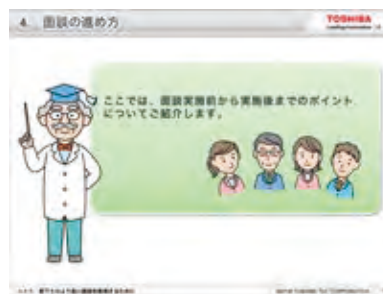 4. 面談の進め方
TOSHIBA
Leading Innovation
ここでは、面談実施前から実施後までのポイント
についてご紹介します。